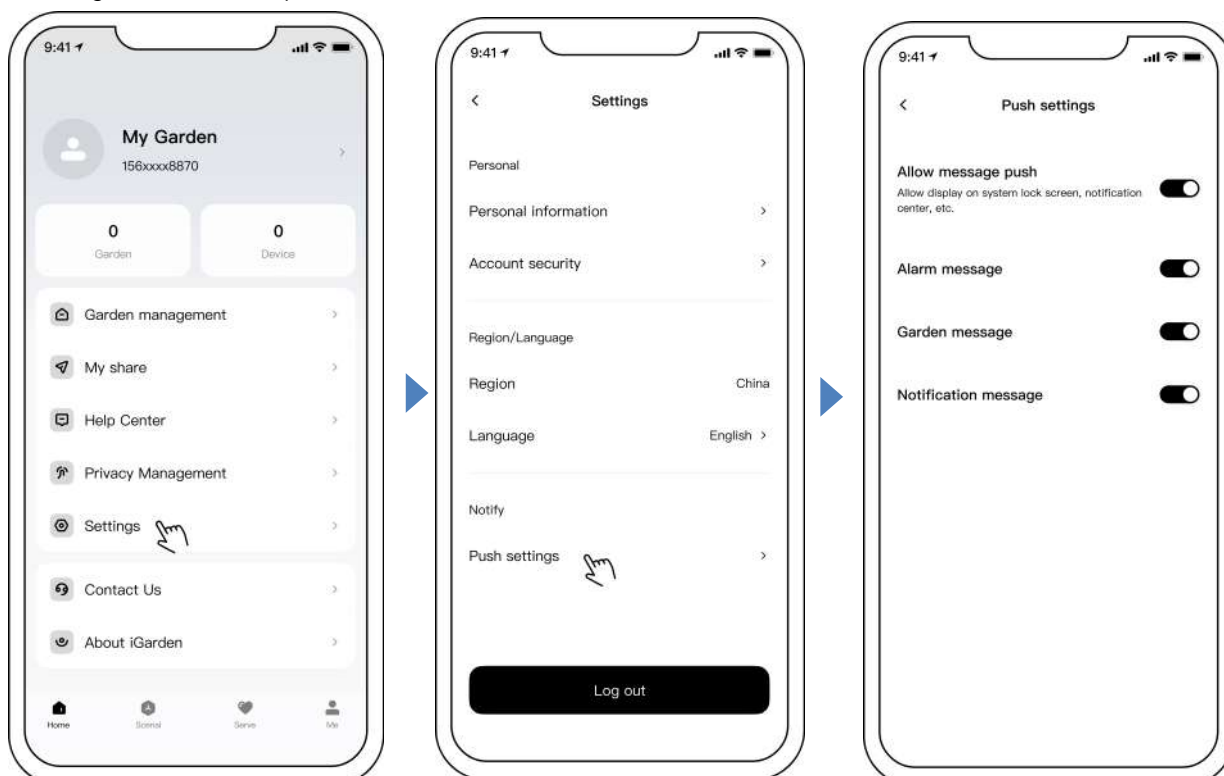 9:41
My Garden
156xxxx8870
0
Garden
0
Device
Garden management
My share
Help Center
Privacy Management
Settings
Contact Us
About iGarden
Home
Serve
Me
9:41
Settings
Personal
Personal information
Account security
Region/Language
Region
China
Language
English
Notify
Push settings
Log out
9:41
Push settings
Allow message push
Allow display on system lock screen, notification
center, etc.
Alarm message
Garden message
Notification message